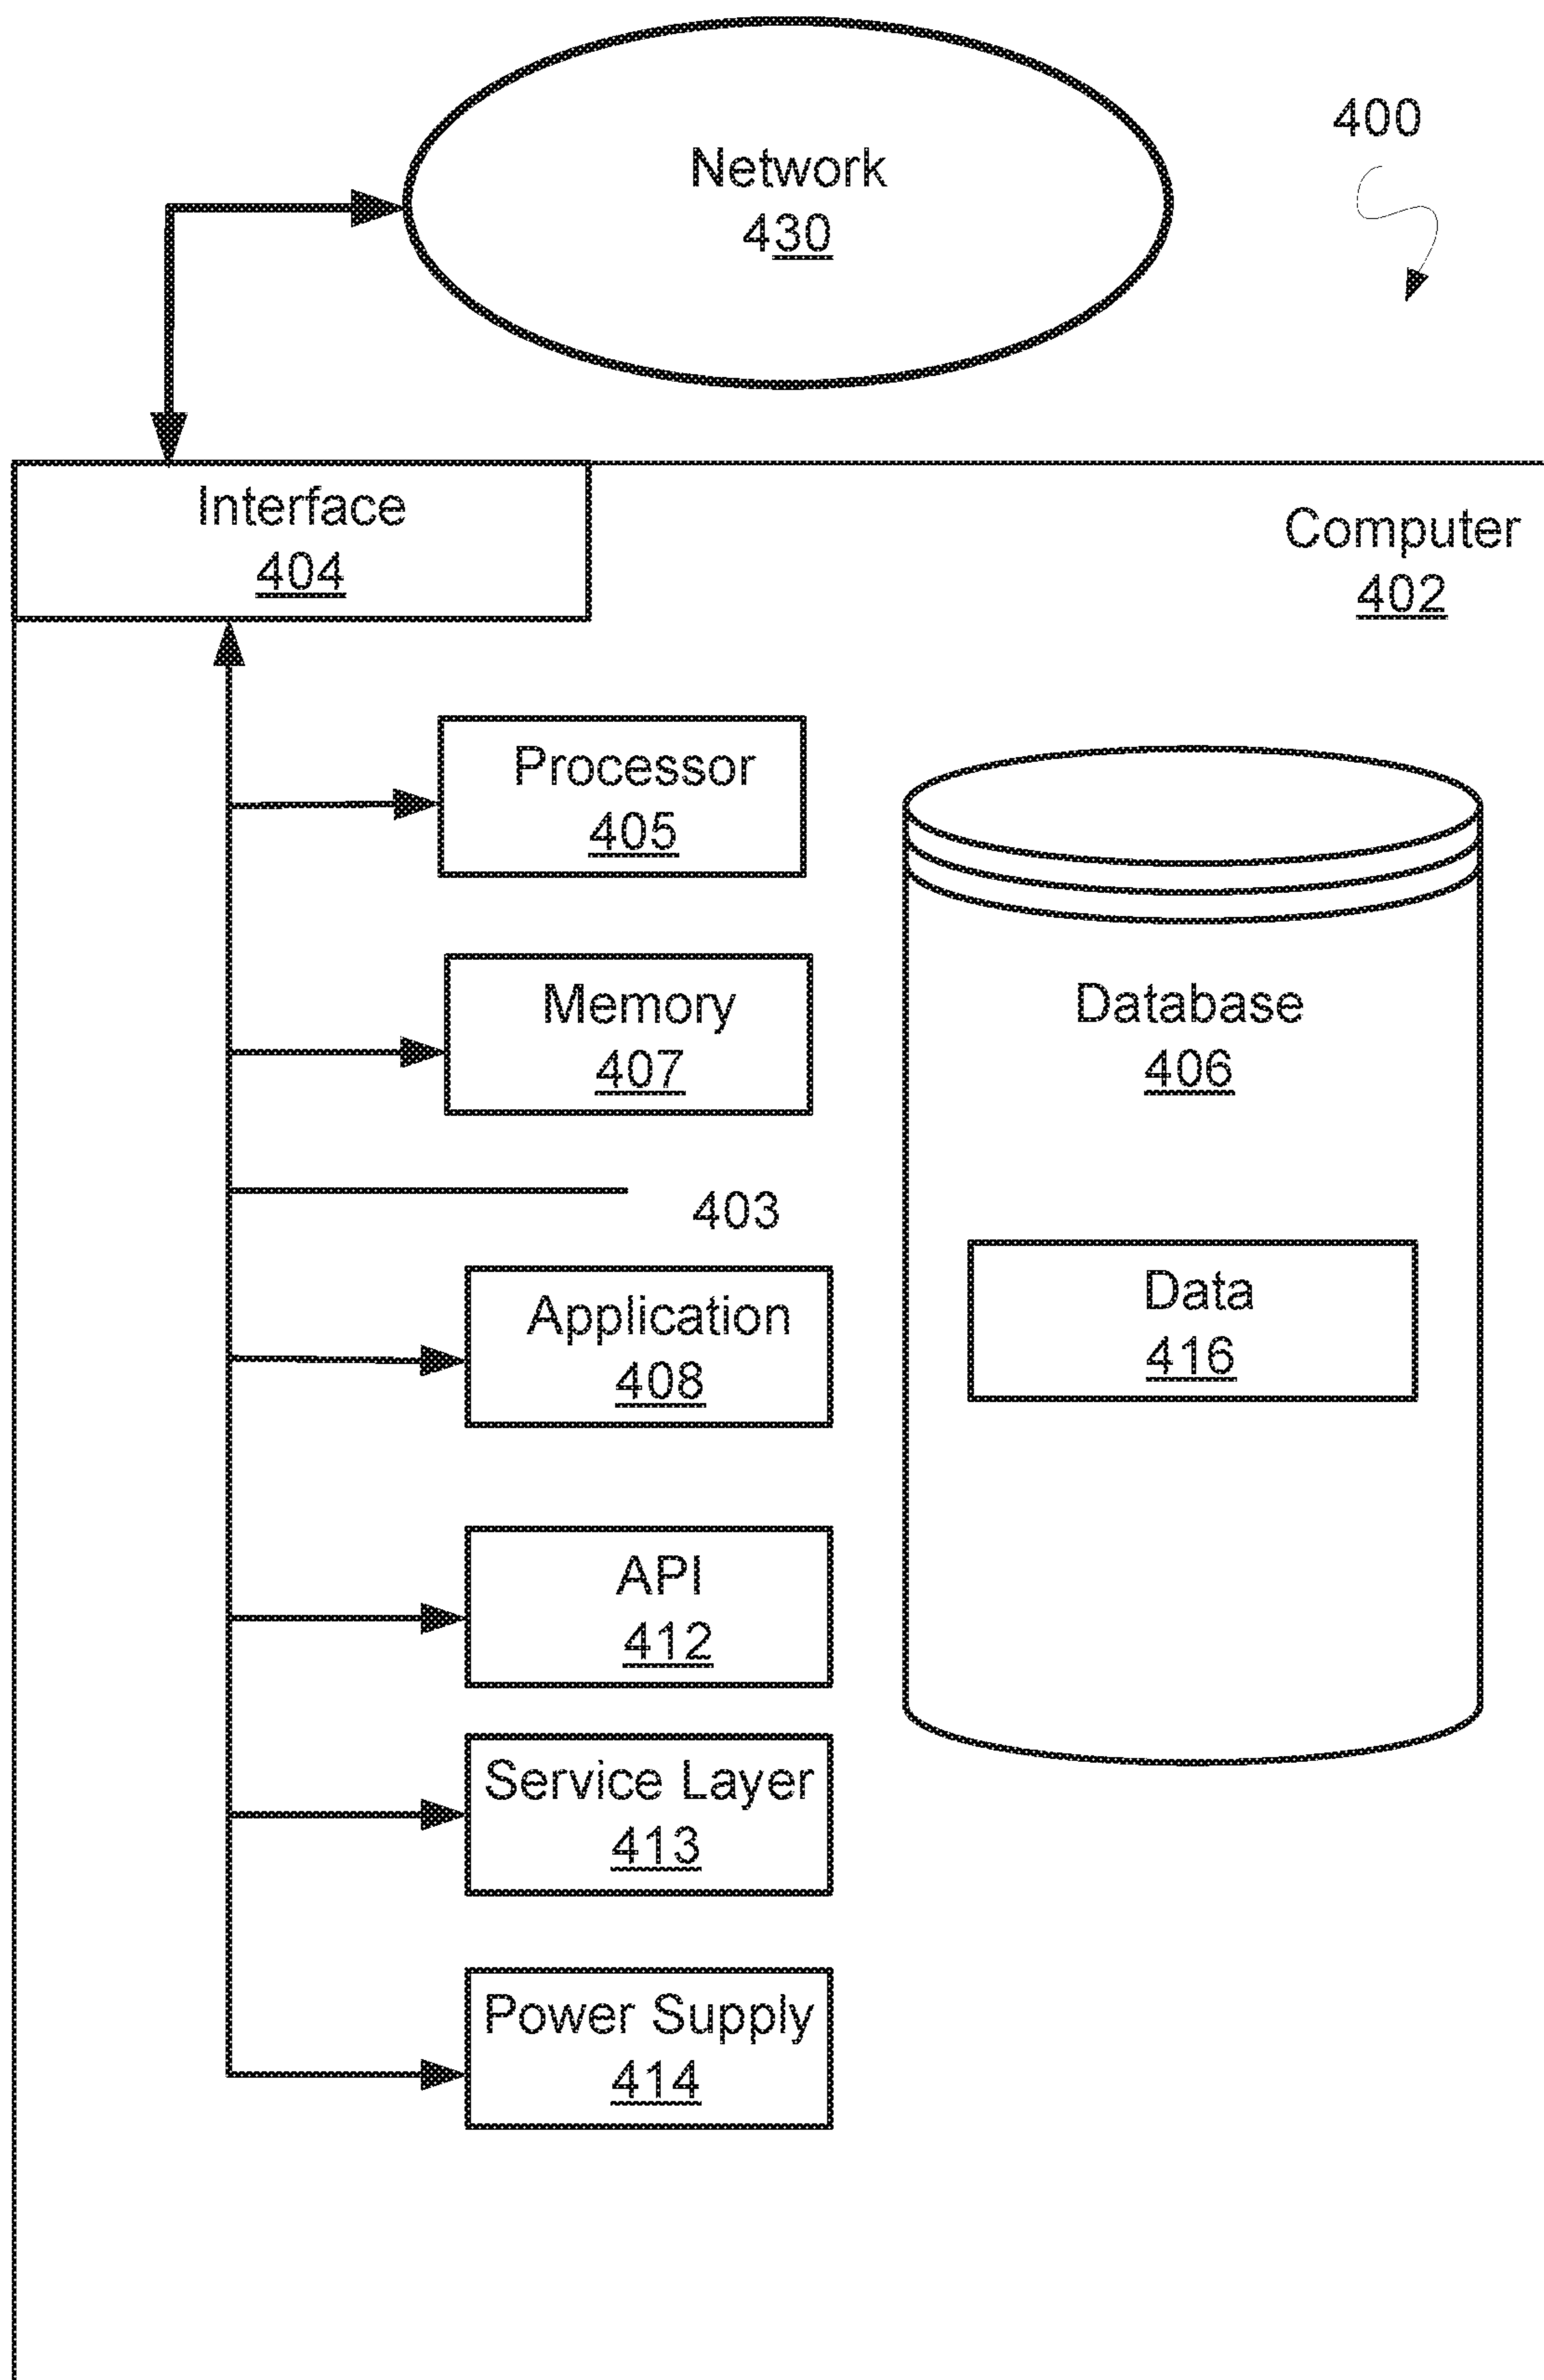 Network
430
400
Interface
404
Computer
402
Processor
405
Memory
407
Database
406
403
Application
408
Data
416
API
412
Service Layer
413
Power Supply
414